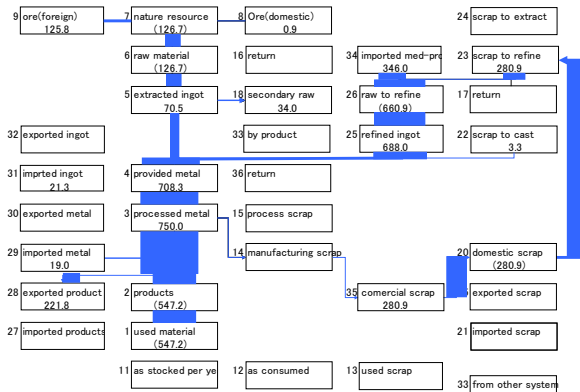 9 ore(foreign)
125.8
7 nature resource
(126.7)
8 Ore(domestic)
0.9
24 scrap to extract
6 raw material
(126.7)
16 return
34 imported med-pro
346.0
23 scrap to refine
280.9
5 extracted ingot
70.5
18 secondary raw
34.0
26 raw to refine
(660.9)
17 return
32 exported ingot
33 by product
25 refined ingot
688.0
22 scrap to cast
3.3
31 imprted ingot
21.3
4 provided metal
708.3
36 return
30 exported metal
3 processed metal
750.0
15 process scrap
29 imported metal
19.0
14 manufacturing scrap
20 domestic scrap
(280.9)
28 exported product
221.8
2 products
(547.2)
35 comercial scrap
280.9
exported scrap
27 imported products
1 used material
(547.2)
21 imported scrap
11 as stocked per ye
12 as consumed
13 used scrap
33 from other system